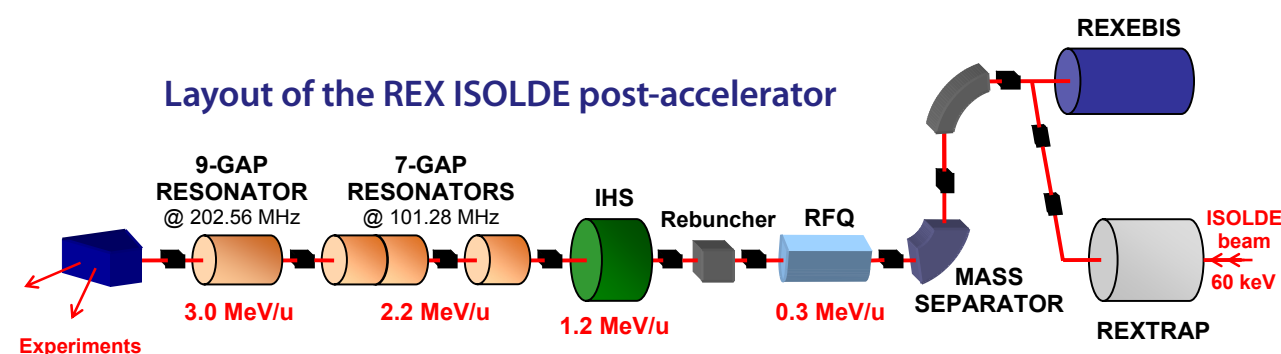 REXEBIS
Layout of the REX ISOLDE post-accelerator
9-GAP
RESONATOR
@ 202.56 MHz
7-GAP
RESONATORS
@ 101.28 MHz
IHS
Rebuncher
RFQ
MASS
SEPARATOR
ISOLDE
beam
60 keV
REXTRAP
3.0 MeV/u
2.2 MeV/u
1.2 MeV/u
0.3 MeV/u
Experiments